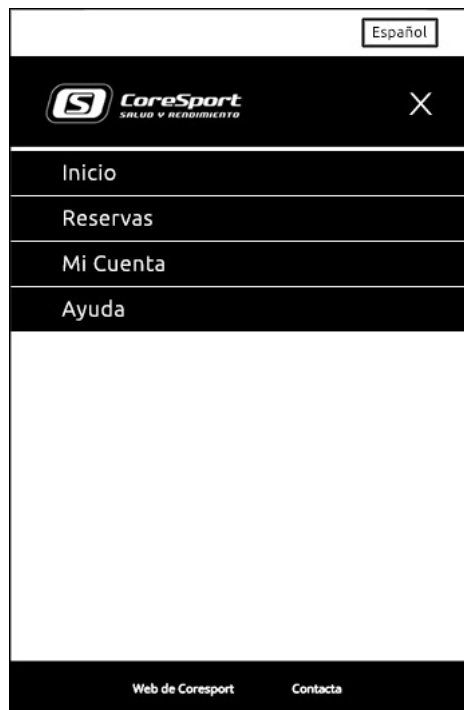 Español
CoreSport
SALUD Y RENDIMIENTO
X
Inicio
Reservas
Mi Cuenta
Ayuda
Web de Coresport Contacta